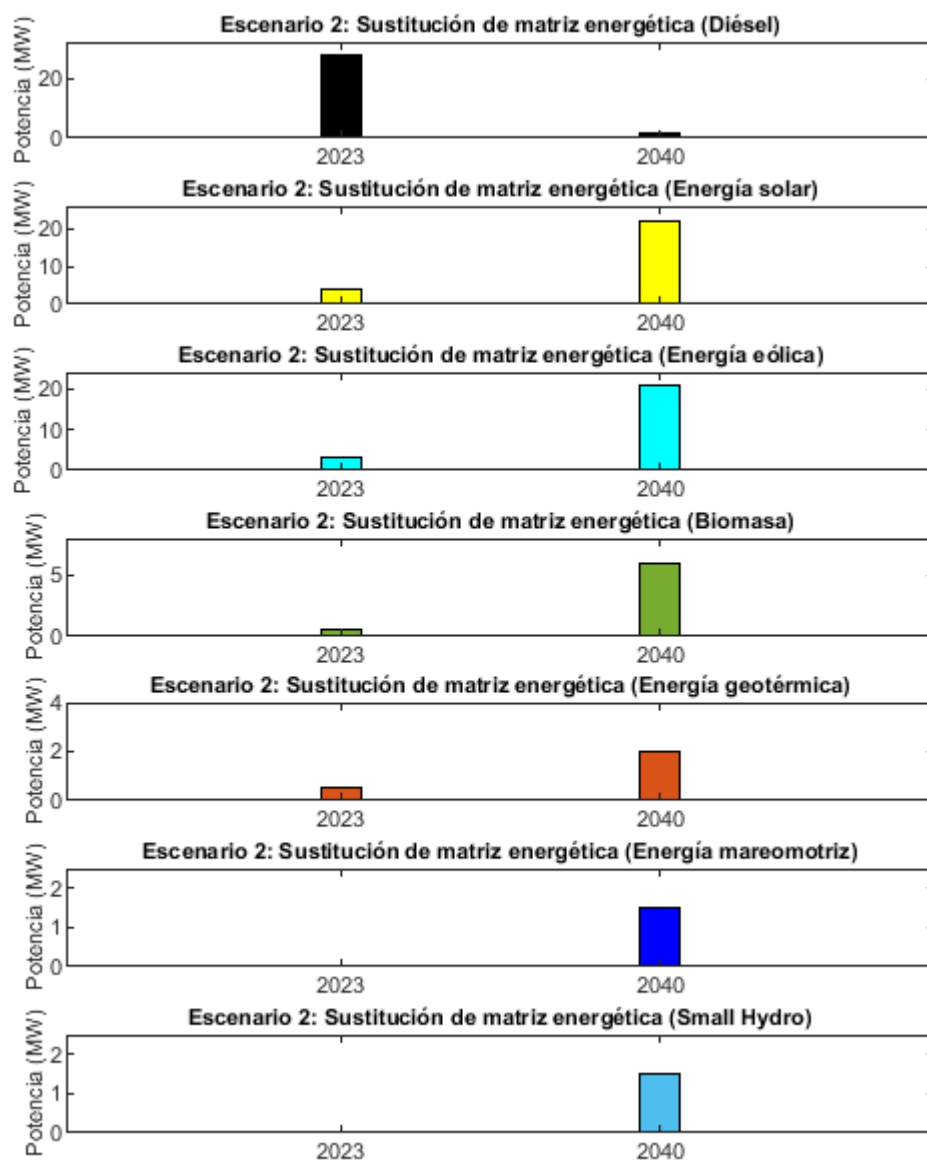 Escenario 2: Sustitución de matriz energética (Diésel)
Potencia (MW)
20
0
2023 2040
Escenario 2: Sustitución de matriz energética (Energía solar)
Potencia (MW)
20
10
0
2023 2040
Escenario 2: Sustitución de matriz energética (Energía eólica)
Potencia (MW)
20
10
0
2023 2040
Escenario 2: Sustitución de matriz energética (Biomasa)
Potencia (MW)
5
0
2023 2040
Escenario 2: Sustitución de matriz energética (Energía geotérmica)
Potencia (MW)
4
2
0
2023 2040
Escenario 2: Sustitución de matriz energética (Energía mareomotriz)
Potencia (MW)
2
1
0
2023 2040
Escenario 2: Sustitución de matriz energética (Small Hydro)
Potencia (MW)
2
1
0
2023 2040